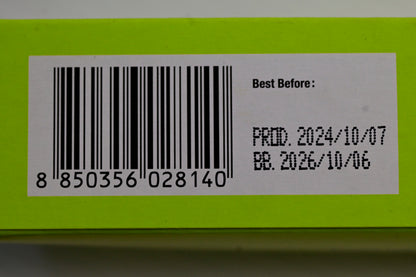 Best Before:
PROD. 2024/10/07
BB. 2026/10/06
8 850356 028140